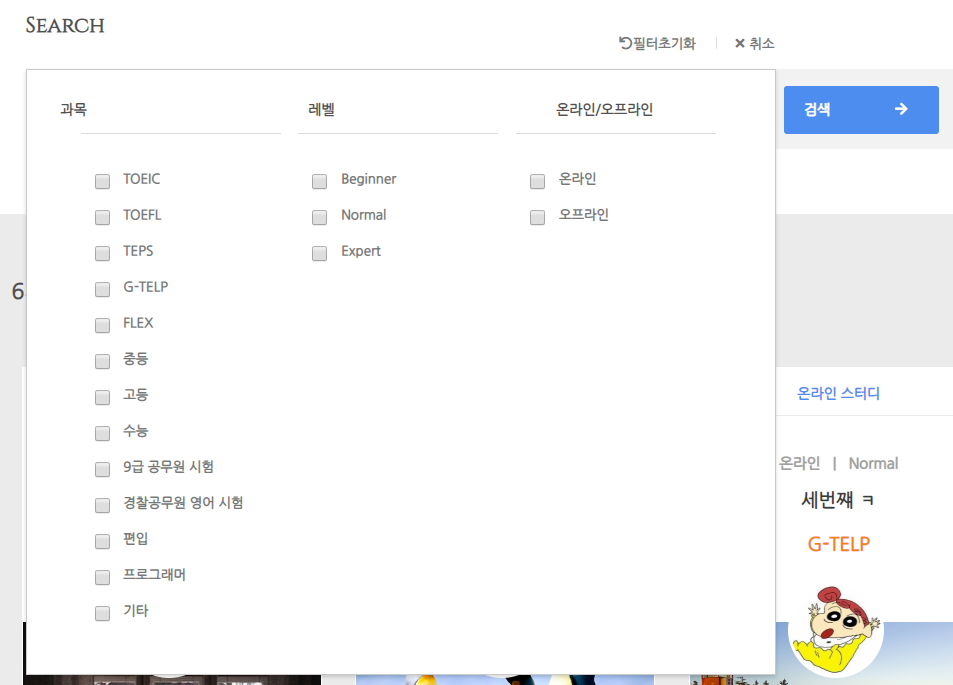 Search
필터초기화 | 취소
과목 레벨 온라인/오프라인 검색
TOEIC Beginner 온라인
TOEFL Normal 오프라인
TEPS Expert
G-TELP
6
FLEX
중등
고등
온라인 스터디
수능
9급 공무원 시험
온라인 | Normal
경찰공무원 영어 시험
세번째 ㅋ
편입
G-TELP
프로그래머
기타